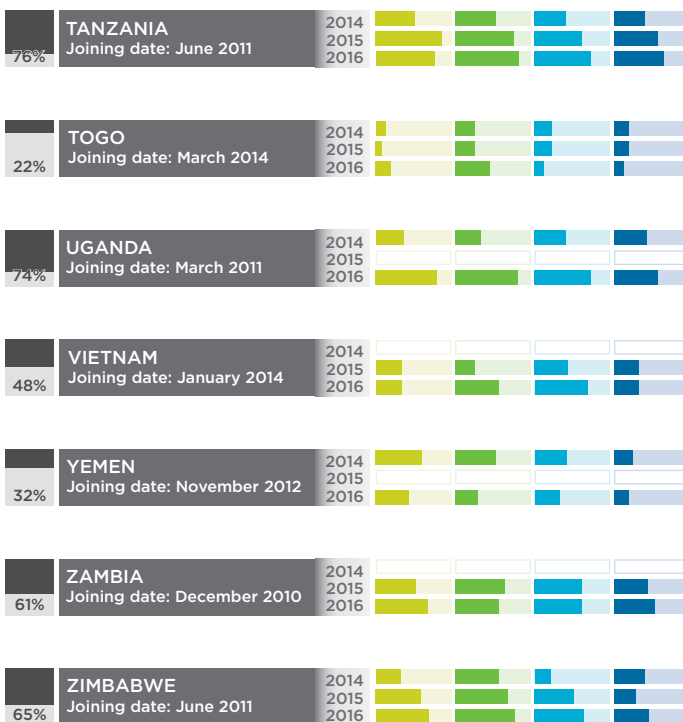 TANZANIA
Joining date: June 2011
76%
2014
2015
2016
TOGO
Joining date: March 2014
22%
2014
2015
2016
UGANDA
Joining date: March 2011
74%
2014
2015
2016
VIETNAM
Joining date: January 2014
48%
2014
2015
2016
YEMEN
Joining date: November 2012
32%
2014
2015
2016
ZAMBIA
Joining date: December 2010
61%
2014
2015
2016
ZIMBABWE
Joining date: June 2011
65%
2014
2015
2016